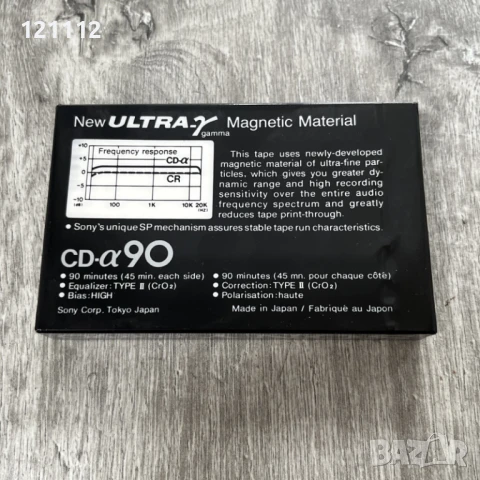 121112
New ULTRA-γ Magnetic Material
gamma
Frequency response
+10
+5
0
-5
-10
(dB)
CD-α
CR
100 1K 10K 20K
(HZ)
This tape uses newly-developed
magnetic material of ultra-fine par-
ticles, which gives you greater dy-
namic range and high recording
sensitivity over the entire audio
frequency spectrum and greatly
reduces tape print-through.
• Sony's unique SP mechanism assures stable tape run characteristics.
CD-α90
• 90 minutes (45 min. each side)
• Equalizer: TYPE II (CrO2)
• Bias: HIGH
• 90 minutes (45 mn. pour chaque côté)
• Correction: TYPE II (CrO2)
• Polarisation: haute
Sony Corp. Tokyo Japan
Made in Japan / Fabriqué au Japon
BAZAR